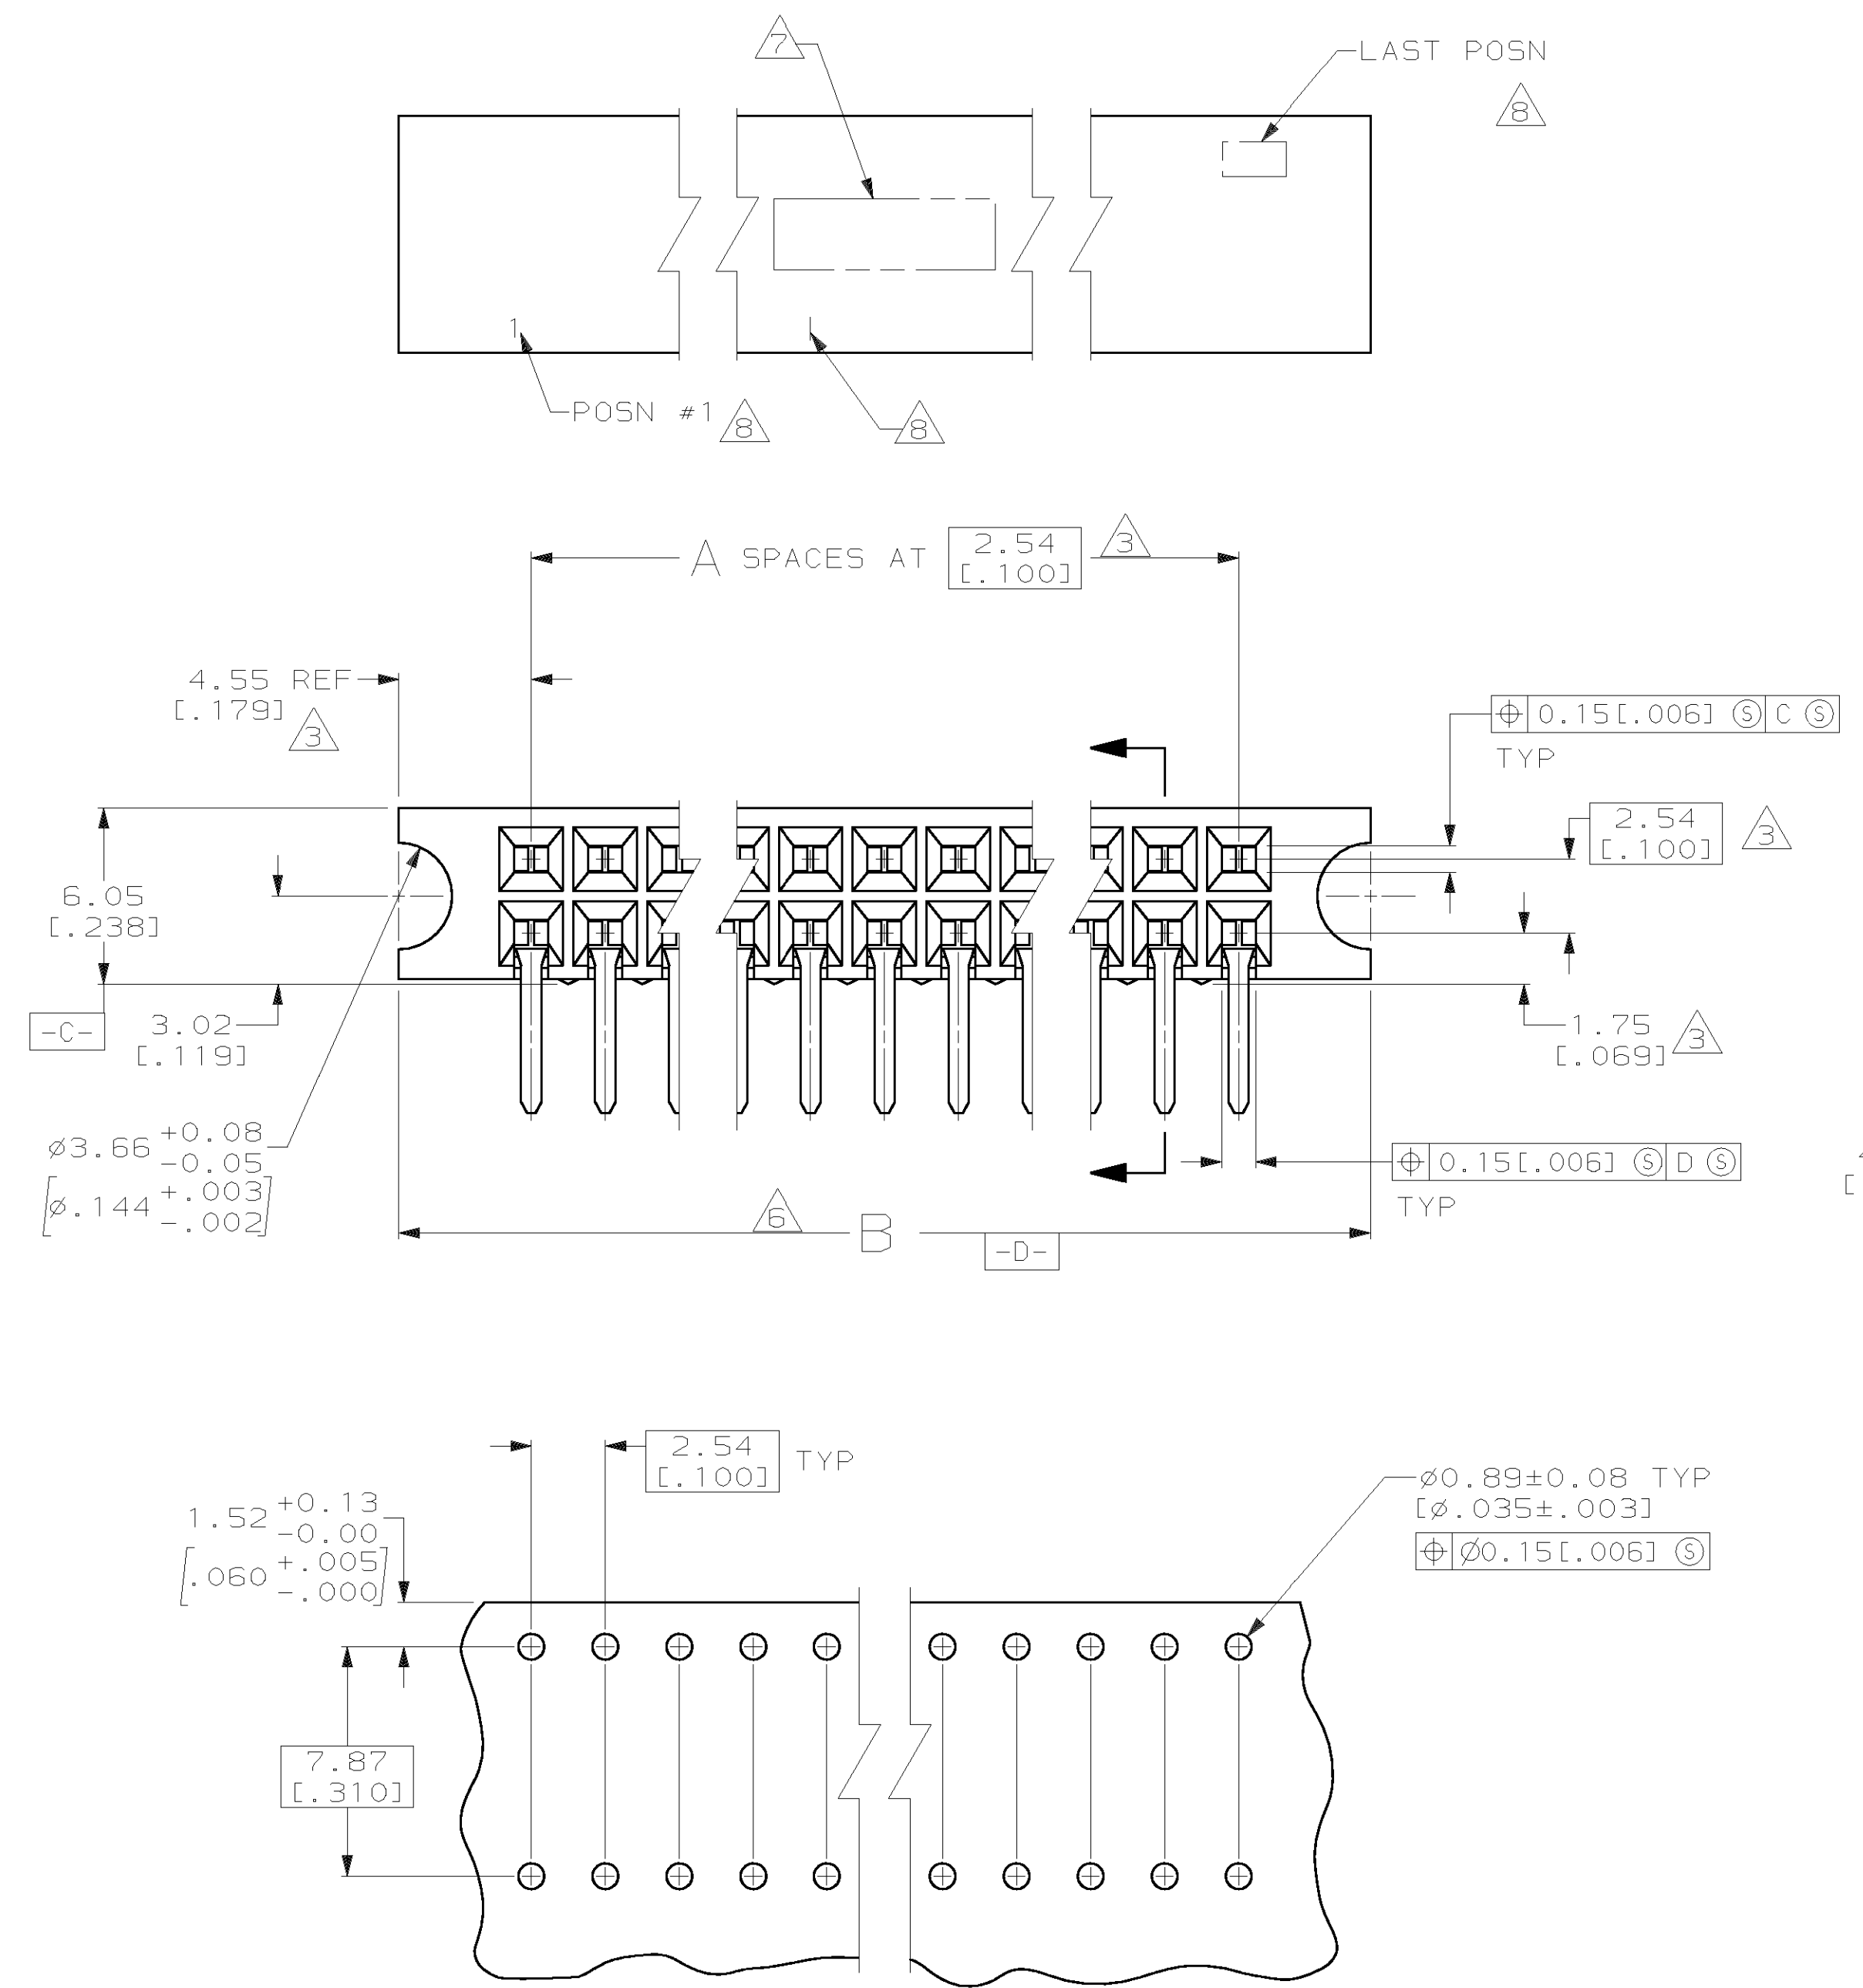 7
LAST POSN
8
1
POSN #1 8
8
A SPACES AT 2.54 3
[.100]
4.55 REF
[.179] 3
⌖ 0.15[.006] Ⓢ C Ⓢ
TYP
2.54 3
[.100]
6.05
[.238]
-C-
3.02
[.119]
1.75
[.069] 3
ø3.66 +0.08
-0.05
[ø.144 +.003
-.002]
⌖ 0.15[.006] Ⓢ D Ⓢ
TYP
6
B
-D-
2.54 TYP
[.100]
1.52 +0.13
-0.00
[.060 +.005
-.000]
ø0.89±0.08 TYP
[ø.035±.003]
⌖ ø0.15[.006] Ⓢ
7.87
[.310]